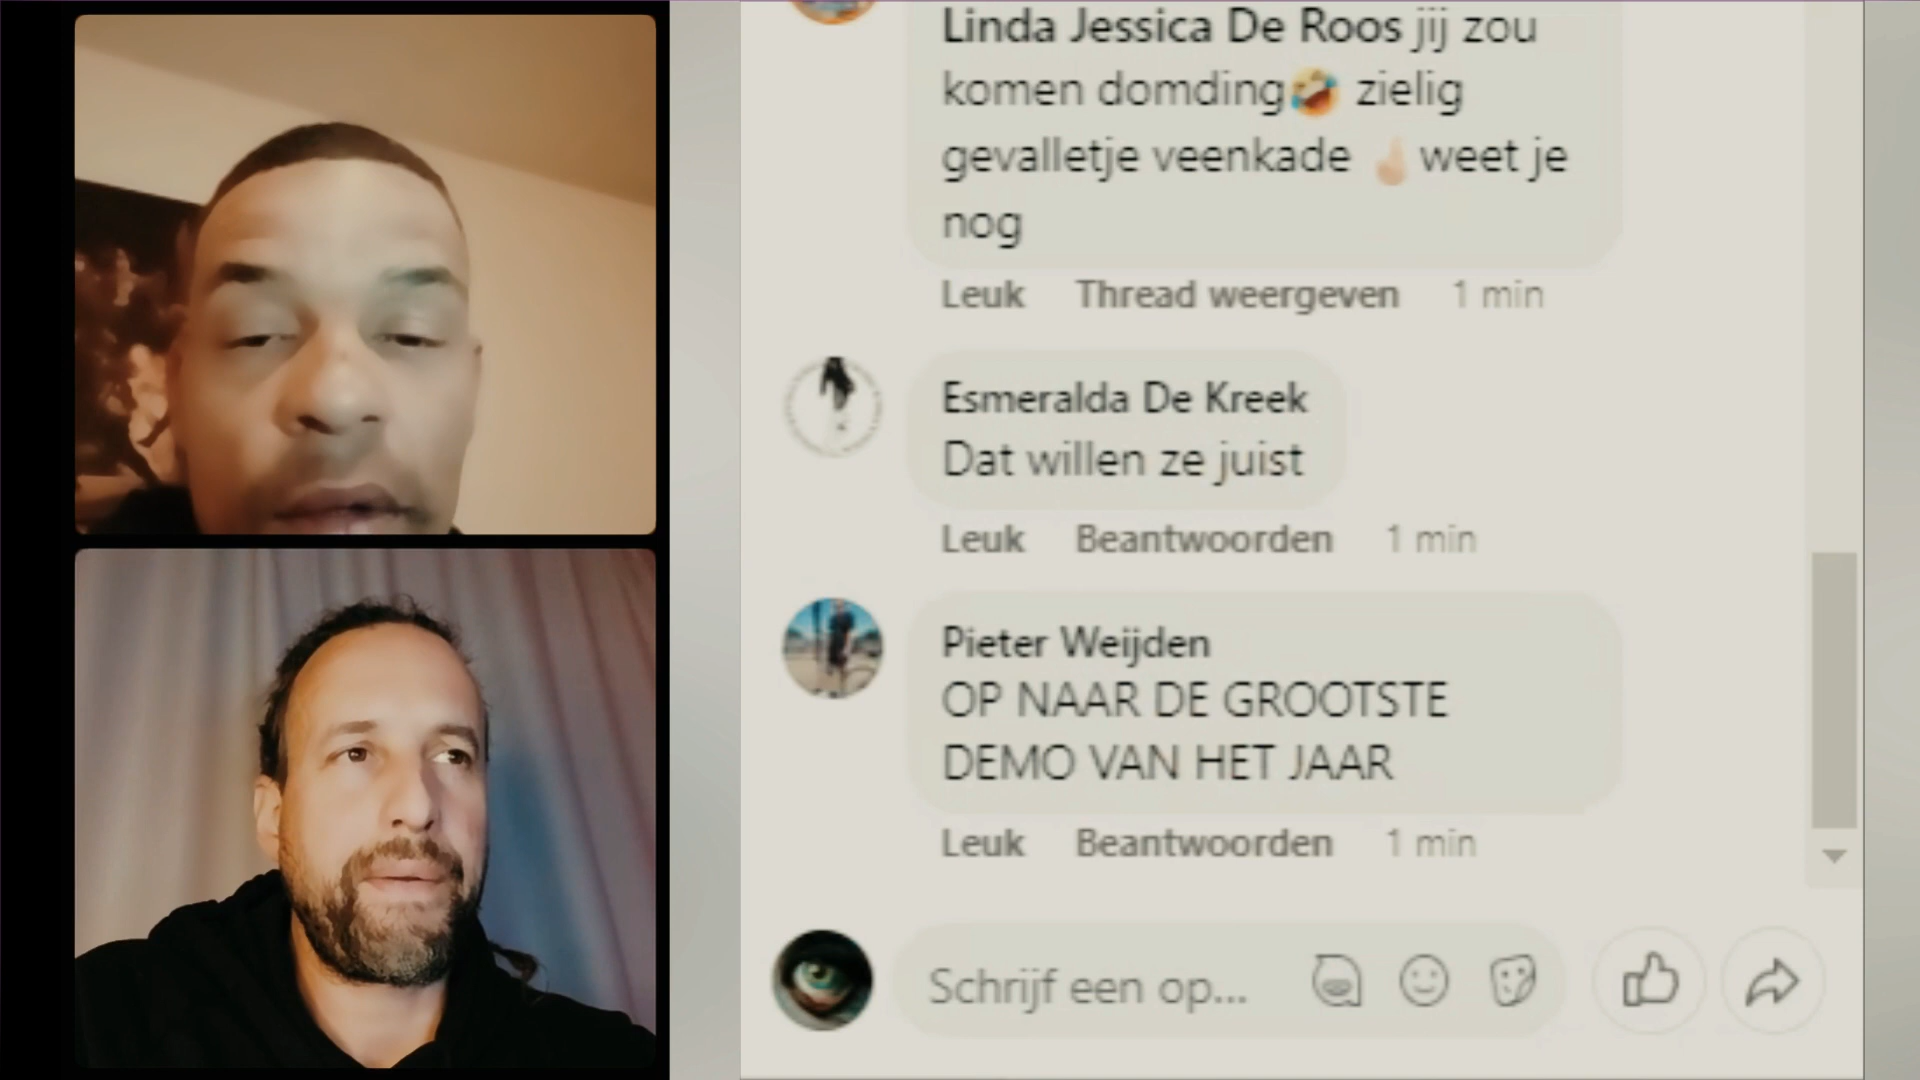 Linda Jessica De Roos jij zou
komen domding🤣 zielig
gevalletje veenkade 🤞🏻 weet je
nog
Leuk Thread weergeven 1 min
Esmeralda De Kreek
Dat willen ze juist
Leuk Beantwoorden 1 min
Pieter Weijden
OP NAAR DE GROOTSTE
DEMO VAN HET JAAR
Leuk Beantwoorden 1 min
Schrijf een op...